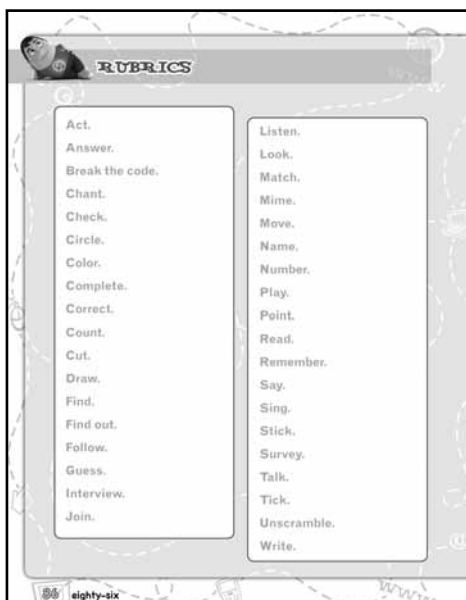 RUBRICS
Act.
Answer.
Break the code.
Chant.
Check.
Circle.
Color.
Complete.
Correct.
Count.
Cut.
Draw.
Find.
Find out.
Follow.
Guess.
Interview.
Join.
Listen.
Look.
Match.
Mime.
Move.
Name.
Number.
Play.
Point.
Read.
Remember.
Say.
Sing.
Stick.
Survey.
Talk.
Tick.
Unscramble.
Write.
86 eighty-six